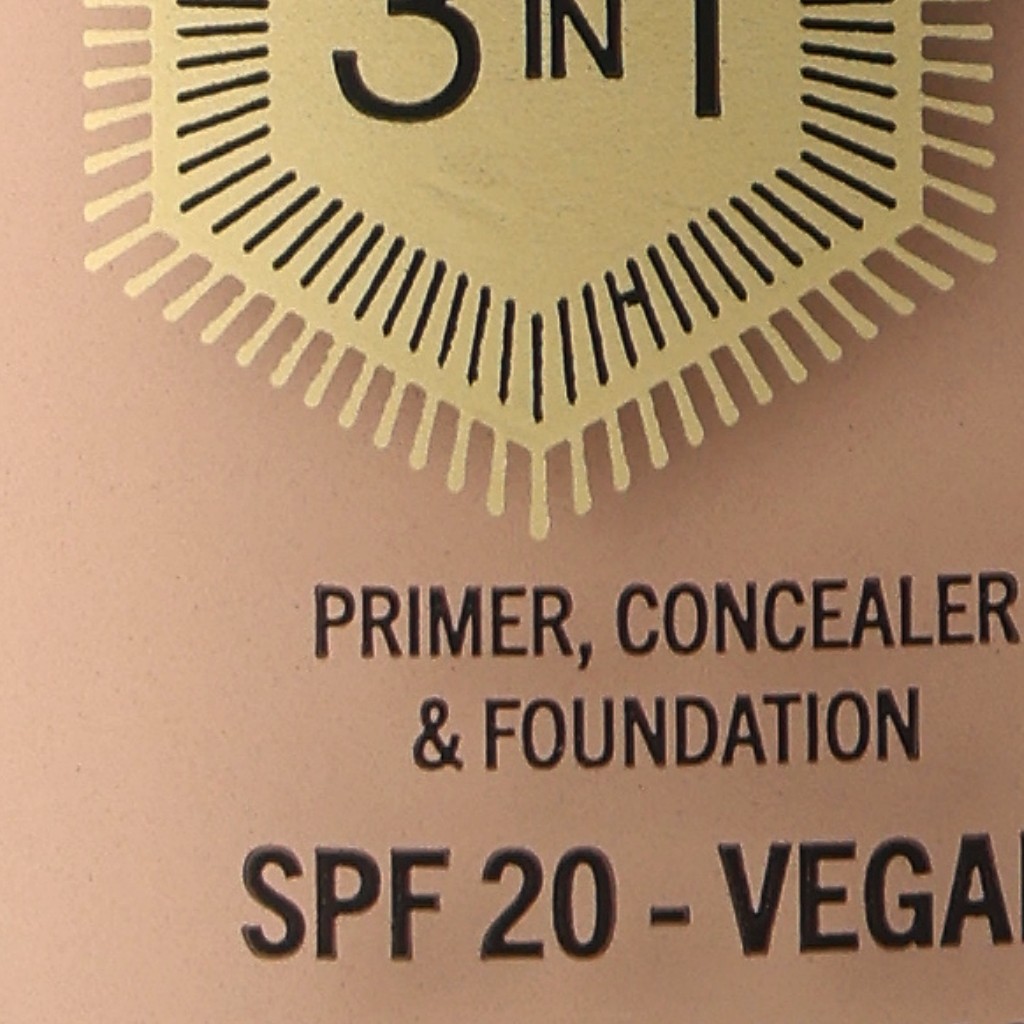 3 IN 1
PRIMER, CONCEALER
& FOUNDATION
SPF 20 - VEGA